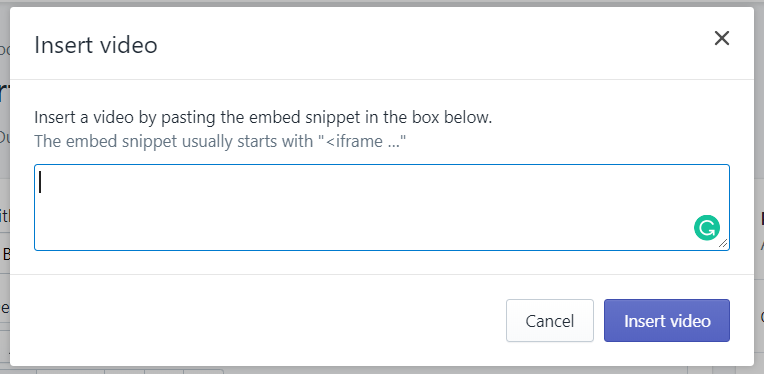 Insert video
Insert a video by pasting the embed snippet in the box below.
The embed snippet usually starts with "<iframe ..."
Cancel
Insert video